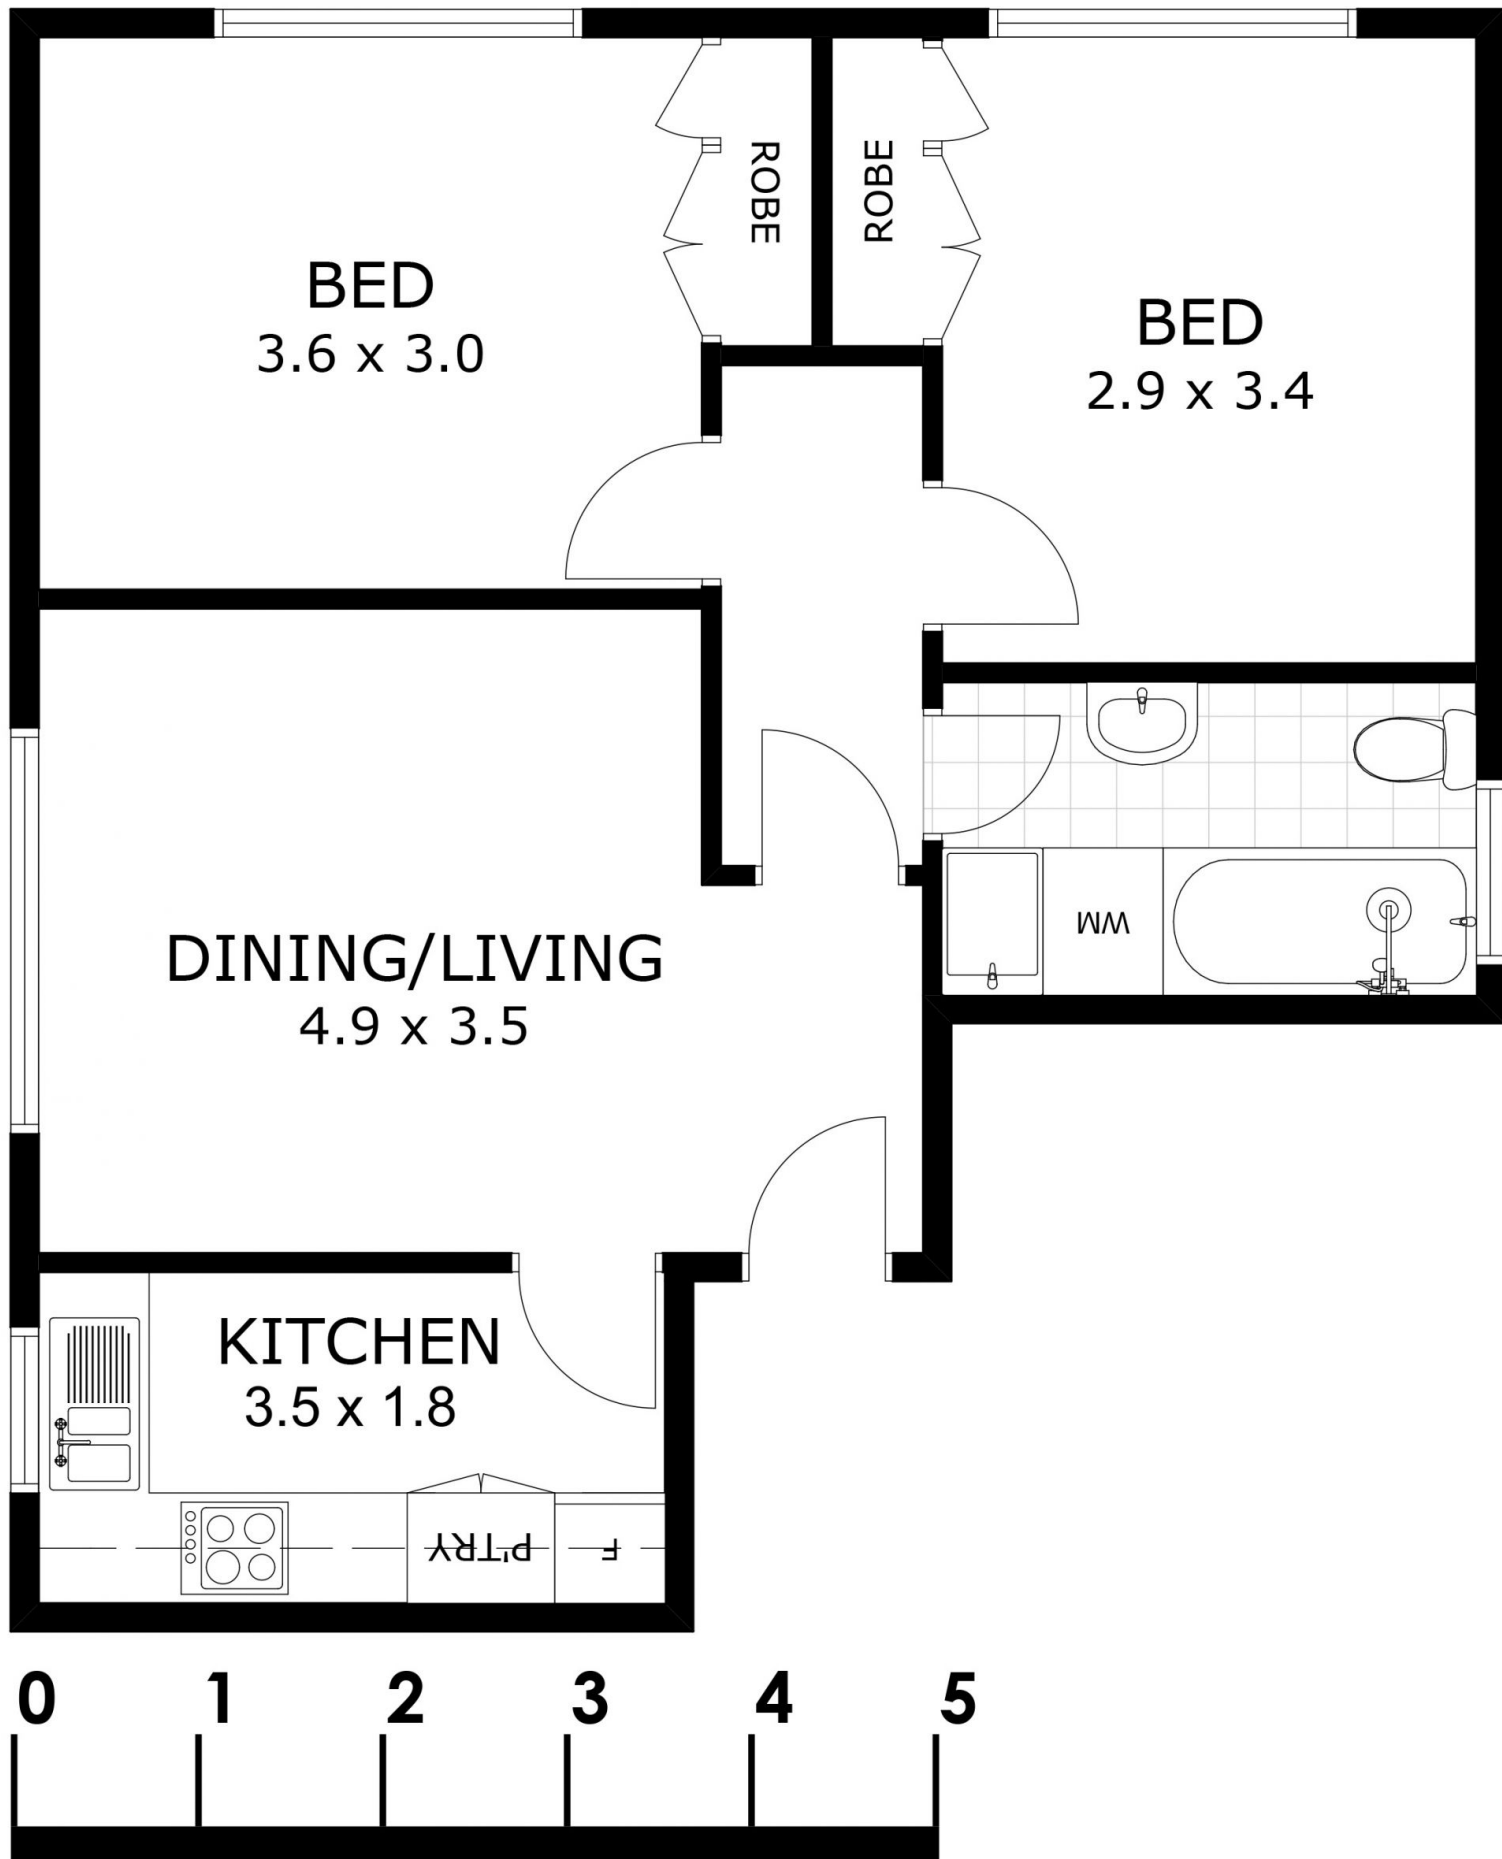 ROBE
ROBE
BED
3.6 x 3.0
BED
2.9 x 3.4
WM
DINING/LIVING
4.9 x 3.5
KITCHEN
3.5 x 1.8
P'TRY
F
0 1 2 3 4 5